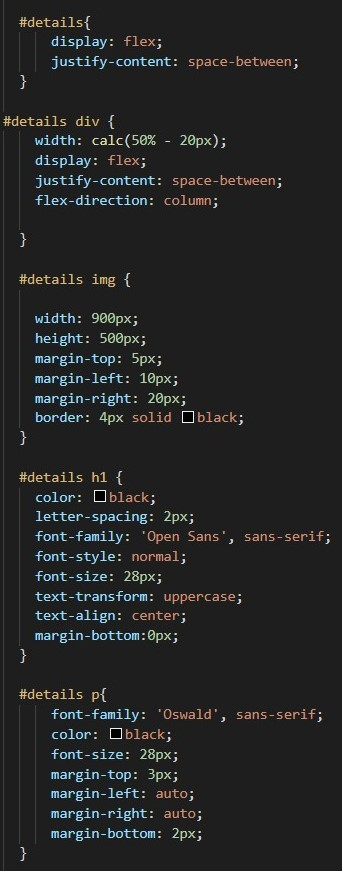 #details{
display: flex;
justify-content: space-between;
}
#details div {
width: calc(50% - 20px);
display: flex;
justify-content: space-between;
flex-direction: column;
}
#details img {
width: 900px;
height: 500px;
margin-top: 5px;
margin-left: 10px;
margin-right: 20px;
border: 4px solid black;
}
#details h1 {
color: black;
letter-spacing: 2px;
font-family: 'Open Sans', sans-serif;
font-style: normal;
font-size: 28px;
text-transform: uppercase;
text-align: center;
margin-bottom:0px;
}
#details p{
font-family: 'Oswald', sans-serif;
color: black;
font-size: 28px;
margin-top: 3px;
margin-left: auto;
margin-right: auto;
margin-bottom: 2px;
}